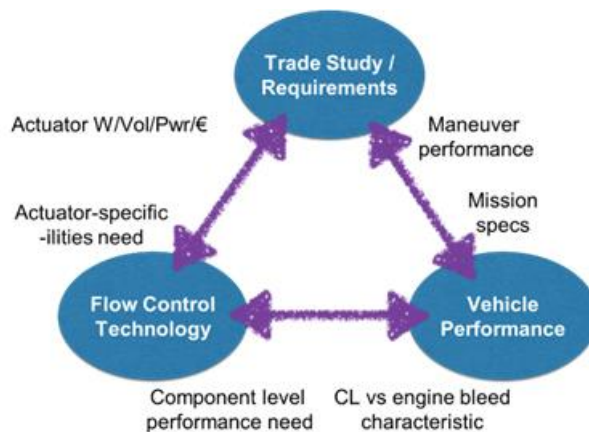 Trade Study /
Requirements
Actuator W/Vol/Pwr/€
Maneuver
performance
Actuator-specific
-ilities need
Mission
specs
Flow Control
Technology
Vehicle
Performance
Component level
performance need
CL vs engine bleed
characteristic